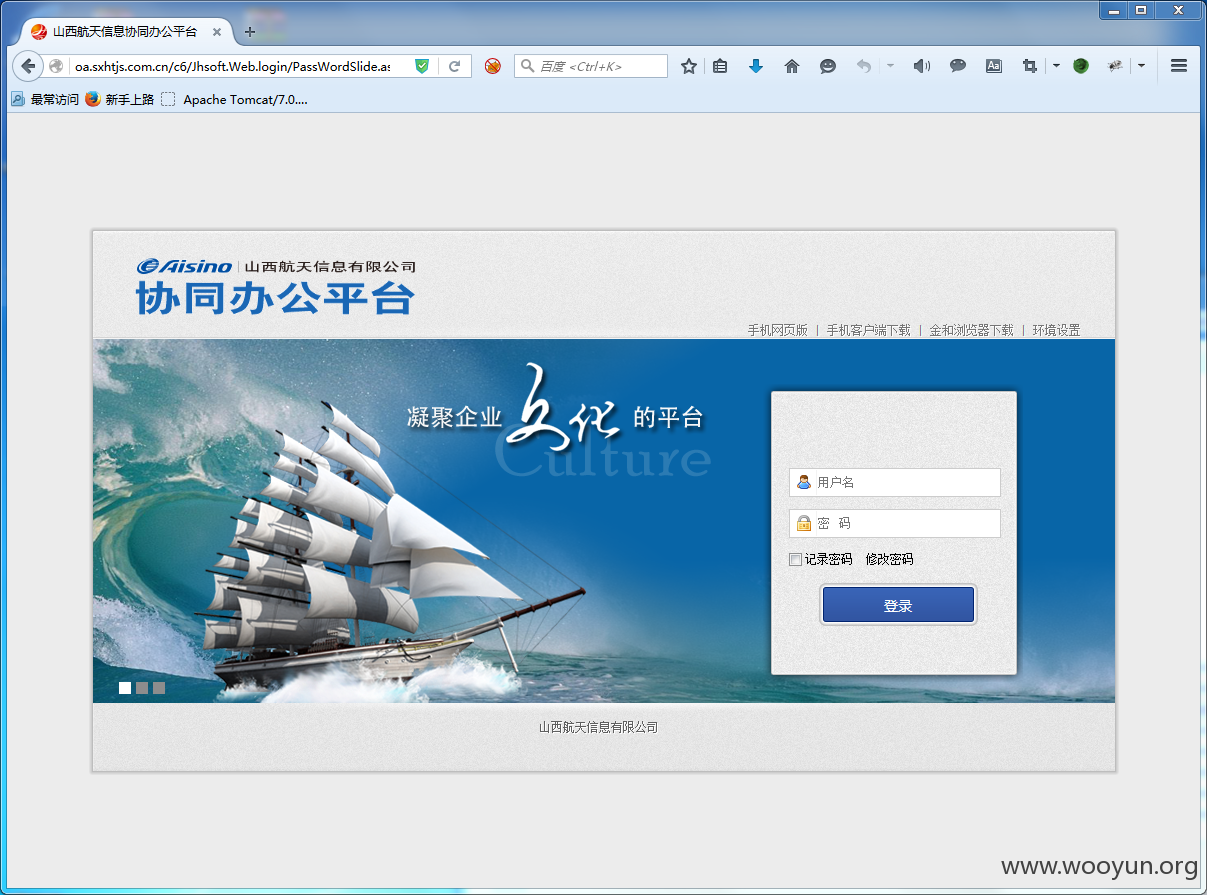 山西航天信息协同办公平台
oa.sxhtjs.com.cn/c6/Jhsoft.Web.login/PassWordSlide.as
百度 <Ctrl+K>
最常访问 新手上路 Apache Tomcat/7.0....
Aisino 山西航天信息有限公司
协同办公平台
手机网页版 | 手机客户端下载 | 金和浏览器下载 | 环境设置
凝聚企业文化的平台
Culture
用户名
密 码
记录密码 修改密码
登录
山西航天信息有限公司
www.wooyun.org